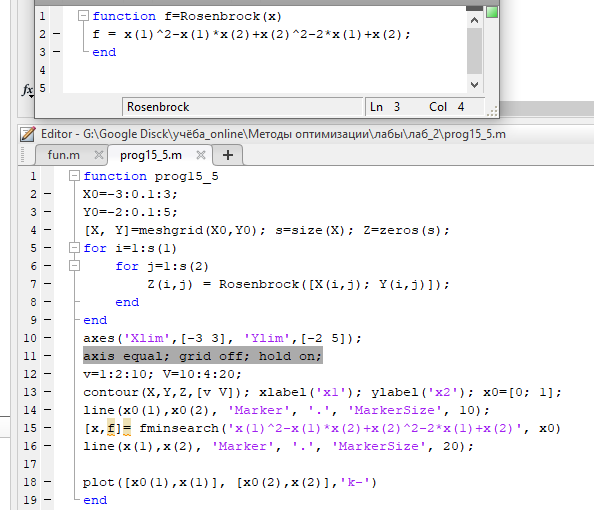 1 function f=Rosenbrock(x)
2 – f = x(1)^2-x(1)*x(2)+x(2)^2-2*x(1)+x(2);
3 – end
4
5
fx
Rosenbrock Ln 3 Col 4
Editor - G:\Google Disck\учёба_online\Методы оптимизации\лабы\лаб_2\prog15_5.m
fun.m prog15_5.m
1 function prog15_5
2 – X0=-3:0.1:3;
3 – Y0=-2:0.1:5;
4 – [X, Y]=meshgrid(X0,Y0); s=size(X); Z=zeros(s);
5 – for i=1:s(1)
6 – for j=1:s(2)
7 – Z(i,j) = Rosenbrock([X(i,j); Y(i,j)]);
8 – end
9 – end
10 – axes('Xlim',[-3 3], 'Ylim',[-2 5]);
11 – axis equal; grid off; hold on;
12 – v=1:2:10; V=10:4:20;
13 – contour(X,Y,Z,[v V]); xlabel('x1'); ylabel('x2'); x0=[0; 1];
14 – line(x0(1),x0(2), 'Marker', '.', 'MarkerSize', 10);
15 – [x,f]= fminsearch('x(1)^2-x(1)*x(2)+x(2)^2-2*x(1)+x(2)', x0)
16 – line(x(1),x(2), 'Marker', '.', 'MarkerSize', 20);
17
18 – plot([x0(1),x(1)], [x0(2),x(2)],'k-')
19 – end